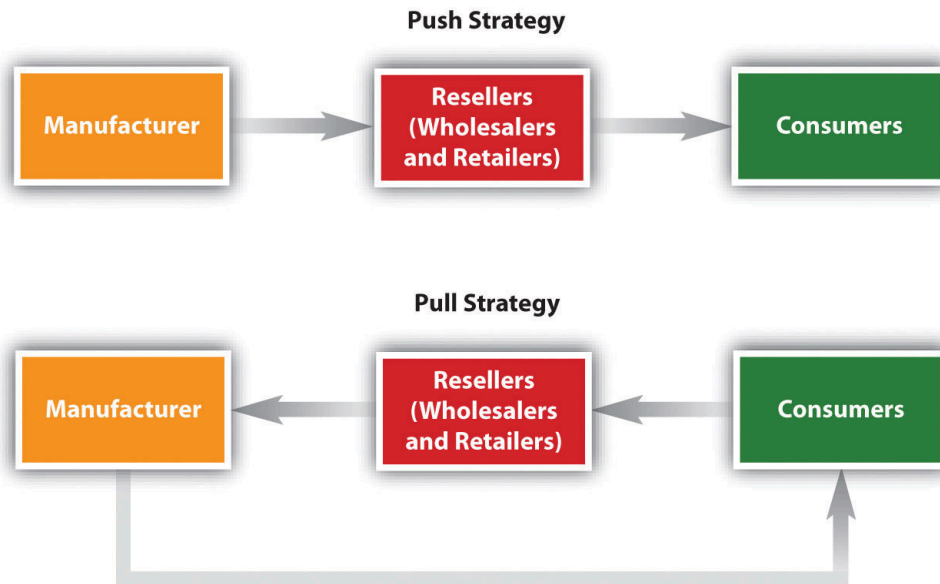 Push Strategy
Manufacturer
Resellers
(Wholesalers
and Retailers)
Consumers
Pull Strategy
Manufacturer
Resellers
(Wholesalers
and Retailers)
Consumers